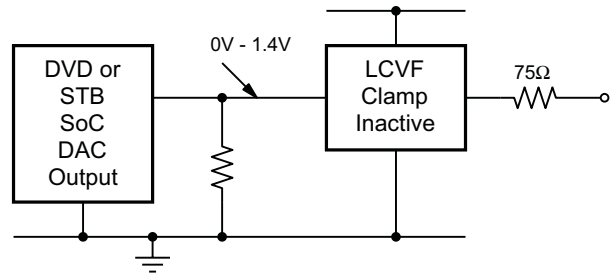 DVD or
STB
SoC
DAC
Output
0V - 1.4V
LCVF
Clamp
Inactive
75Ω